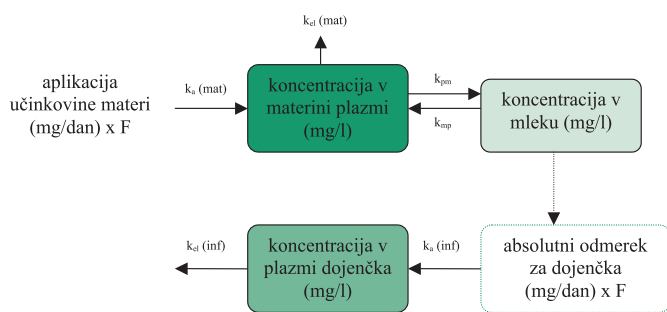 kel (mat)
aplikacija
učinkovine materi
(mg/dan) x F
ka (mat)
koncentracija v
materini plazmi
(mg/l)
kpm
kmp
koncentracija v
mleku (mg/l)
kel (inf)
koncentracija v
plazmi dojenčka
(mg/l)
ka (inf)
absolutni odmerek
za dojenčka
(mg/dan) x F